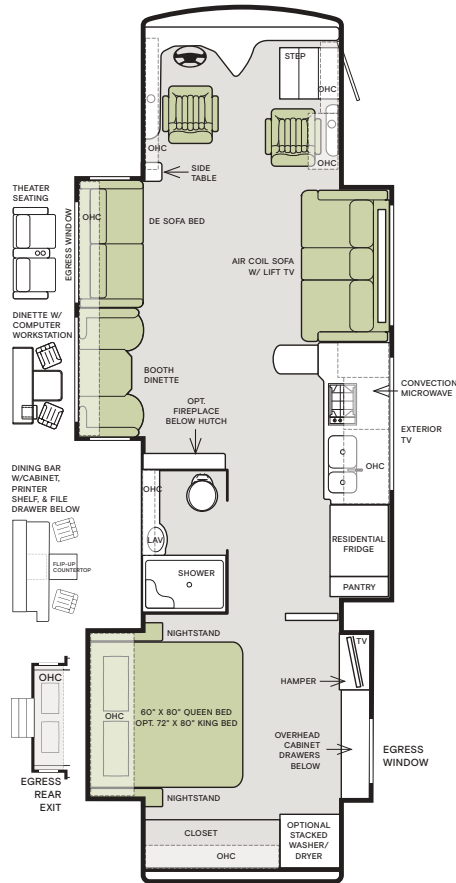 STEP
OHC
OHC
OHC
SIDE
TABLE
THEATER
SEATING
EGRESS WINDOW
OHC
DE SOFA BED
AIR COIL SOFA
W/ LIFT TV
DINETTE W/
COMPUTER
WORKSTATION
BOOTH
DINETTE
OPT.
FIREPLACE
BELOW HUTCH
CONVECTION
MICROWAVE
EXTERIOR
TV
OHC
DINING BAR
W/CABINET,
PRINTER
SHELF, & FILE
DRAWER BELOW
FLIP-UP
COUNTERTOP
OHC
LAV
SHOWER
RESIDENTIAL
FRIDGE
PANTRY
NIGHTSTAND
TV
HAMPER
OHC
60" X 80" QUEEN BED
OPT. 72" X 80" KING BED
OHC
EGRESS
REAR
EXIT
OVERHEAD
CABINET
DRAWERS
BELOW
EGRESS
WINDOW
NIGHTSTAND
CLOSET
OHC
OPTIONAL
STACKED
WASHER/
DRYER